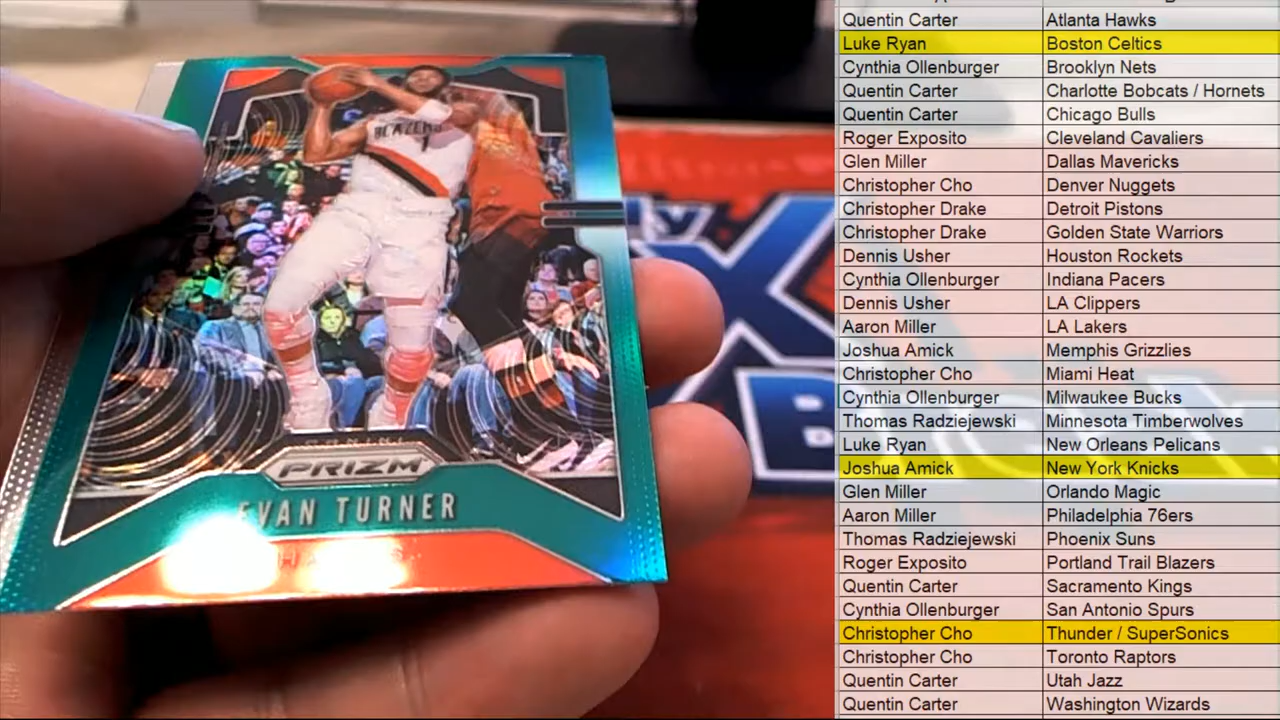 BLAZERS
1
PANINI
PRIZM
EVAN TURNER
HAWKS
Quentin Carter Atlanta Hawks
Luke Ryan Boston Celtics
Cynthia Ollenburger Brooklyn Nets
Quentin Carter Charlotte Bobcats / Hornets
Quentin Carter Chicago Bulls
Roger Exposito Cleveland Cavaliers
Glen Miller Dallas Mavericks
Christopher Cho Denver Nuggets
Christopher Drake Detroit Pistons
Christopher Drake Golden State Warriors
Dennis Usher Houston Rockets
Cynthia Ollenburger Indiana Pacers
Dennis Usher LA Clippers
Aaron Miller LA Lakers
Joshua Amick Memphis Grizzlies
Christopher Cho Miami Heat
Cynthia Ollenburger Milwaukee Bucks
Thomas Radziejewski Minnesota Timberwolves
Luke Ryan New Orleans Pelicans
Joshua Amick New York Knicks
Glen Miller Orlando Magic
Aaron Miller Philadelphia 76ers
Thomas Radziejewski Phoenix Suns
Roger Exposito Portland Trail Blazers
Quentin Carter Sacramento Kings
Cynthia Ollenburger San Antonio Spurs
Christopher Cho Thunder / SuperSonics
Christopher Cho Toronto Raptors
Quentin Carter Utah Jazz
Quentin Carter Washington Wizards